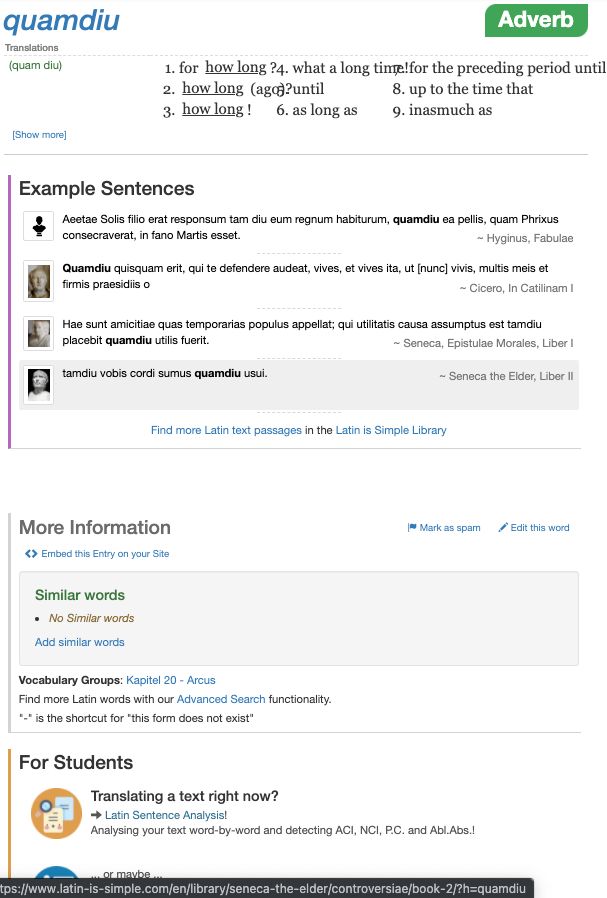 quamdiu
Adverb
Translations
(quam diu)
1. for how long ?
2. how long (ago)?
3. how long !
4. what a long time!
5. until
6. as long as
7. for the preceding period until
8. up to the time that
9. inasmuch as
[Show more]
Example Sentences
Aeetae Solis filio erat responsum tam diu eum regnum habiturum, quamdiu ea pellis, quam Phrixus
consecraverat, in fano Martis esset.
~ Hyginus, Fabulae
Quamdiu quisquam erit, qui te defendere audeat, vives, et vives ita, ut [nunc] vivis, multis meis et
firmis praesidiis o
~ Cicero, In Catilinam I
Hae sunt amicitiae quas temporarias populus appellat; qui utilitatis causa assumptus est tamdiu
placebit quamdiu utilis fuerit.
~ Seneca, Epistulae Morales, Liber I
tamdiu vobis cordi sumus quamdiu usui.
~ Seneca the Elder, Liber II
Find more Latin text passages in the Latin is Simple Library
More Information
Mark as spam
Edit this word
Embed this Entry on your Site
Similar words
No Similar words
Add similar words
Vocabulary Groups: Kapitel 20 - Arcus
Find more Latin words with our Advanced Search functionality.
"-" is the shortcut for "this form does not exist"
For Students
Translating a text right now?
Latin Sentence Analysis!
Analysing your text word-by-word and detecting ACI, NCI, P.C. and Abl.Abs.!
... or maybe ...
tps://www.latin-is-simple.com/en/library/seneca-the-elder/controversiae/book-2/?h=quamdiu